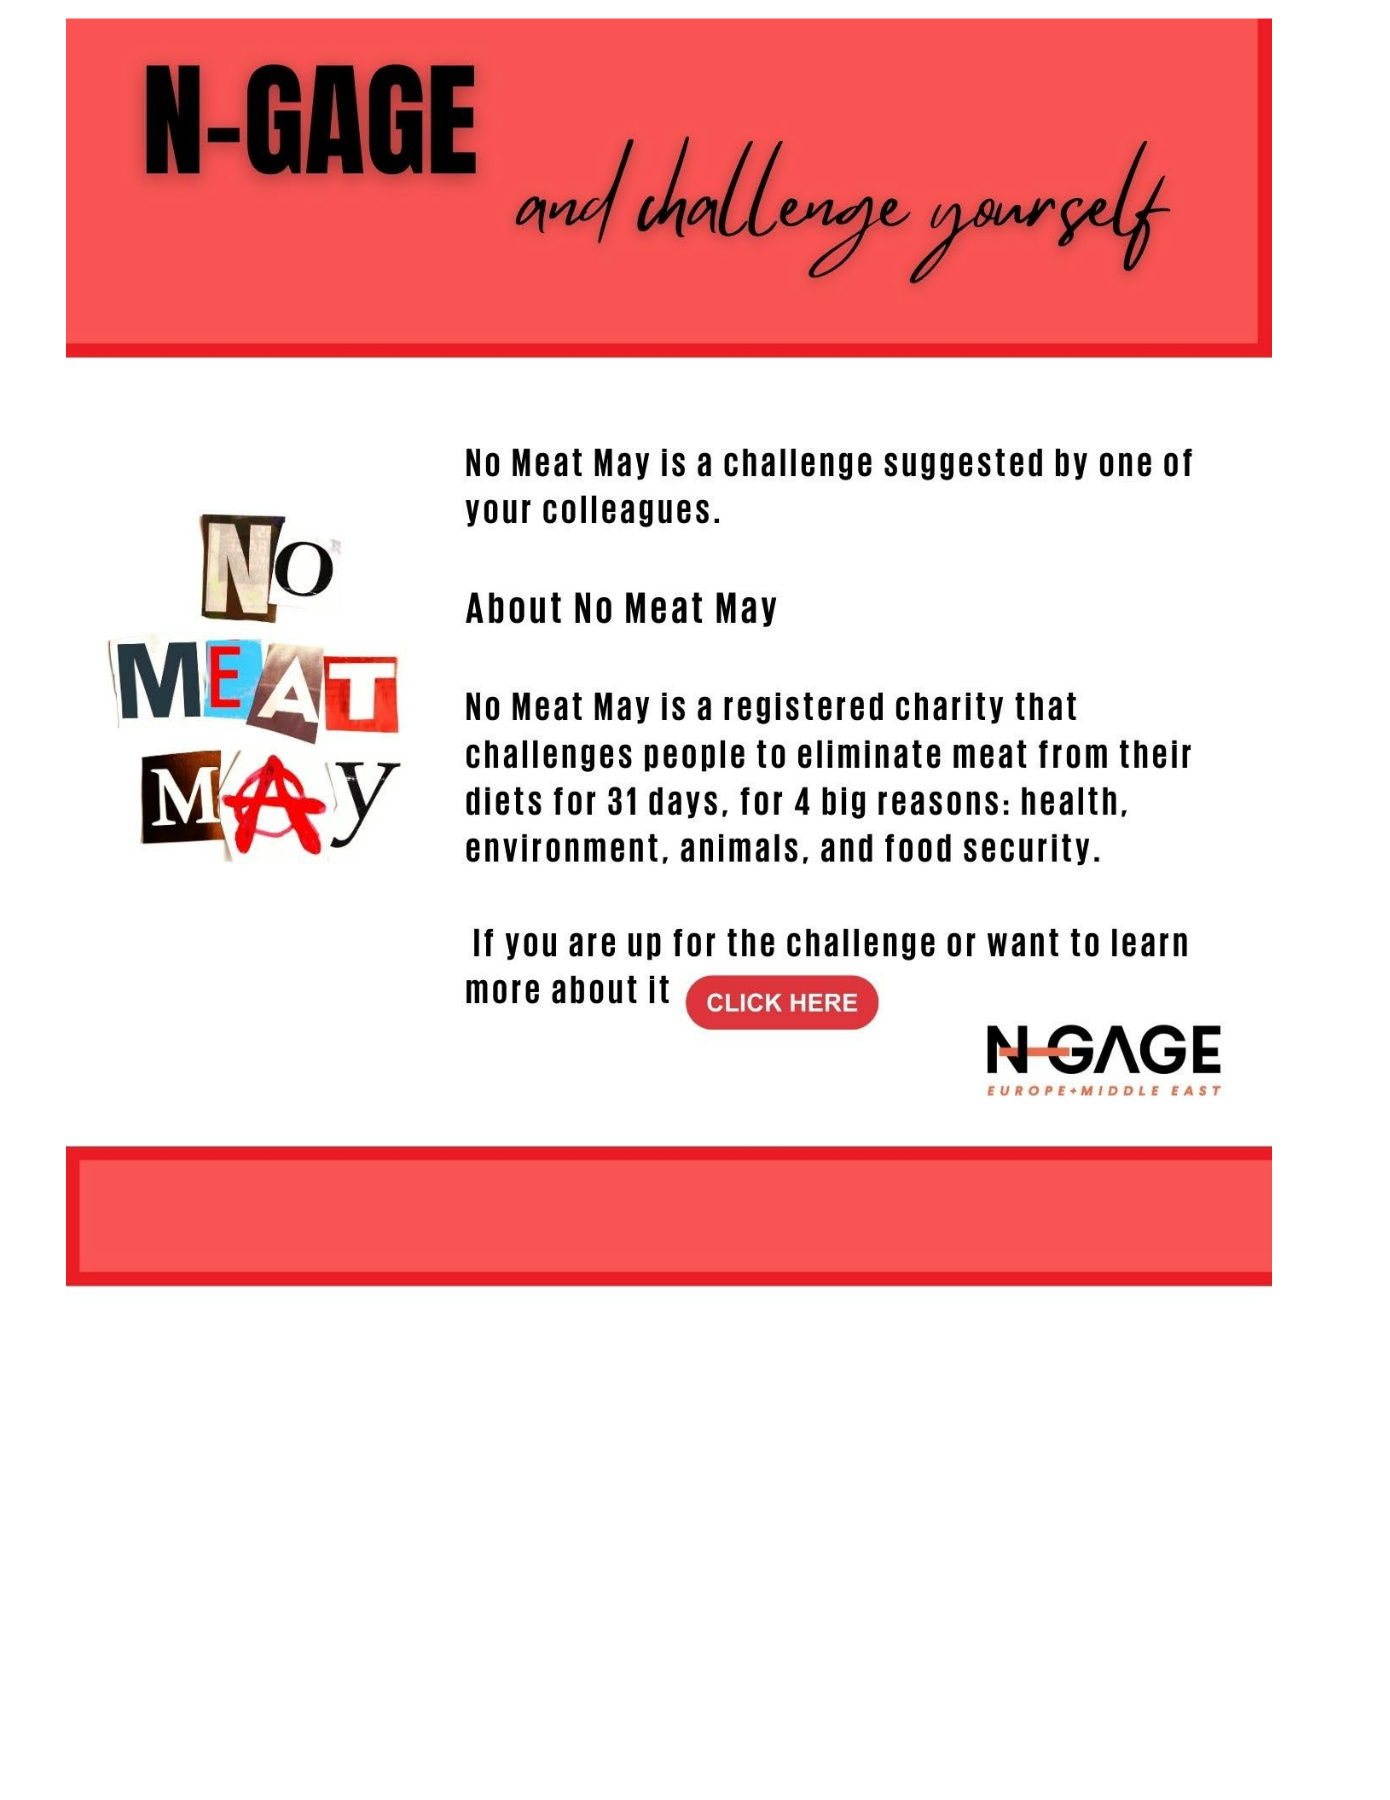 N-GAGE
and challenge yourself
NO
MEAT
MAY
No Meat May is a challenge suggested by one of
your colleagues.
About No Meat May
No Meat May is a registered charity that
challenges people to eliminate meat from their
diets for 31 days, for 4 big reasons: health,
environment, animals, and food security.
If you are up for the challenge or want to learn
more about it CLICK HERE
N-GAGE
EUROPE+MIDDLE EAST